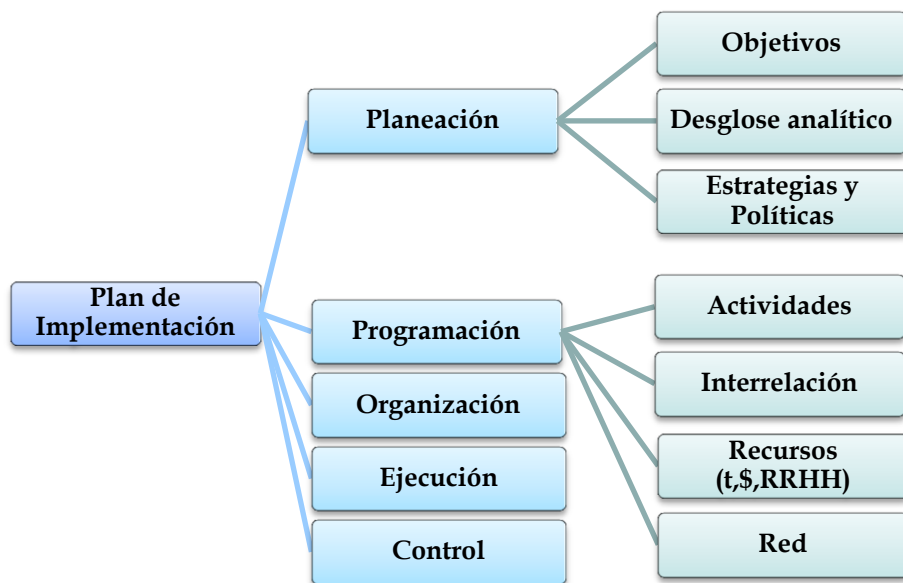 Plan de
Implementación
Planeación
Objetivos
Desglose analítico
Estrategias y
Políticas
Programación
Actividades
Interrelación
Recursos
(t,$,RRHH)
Red
Organización
Ejecución
Control